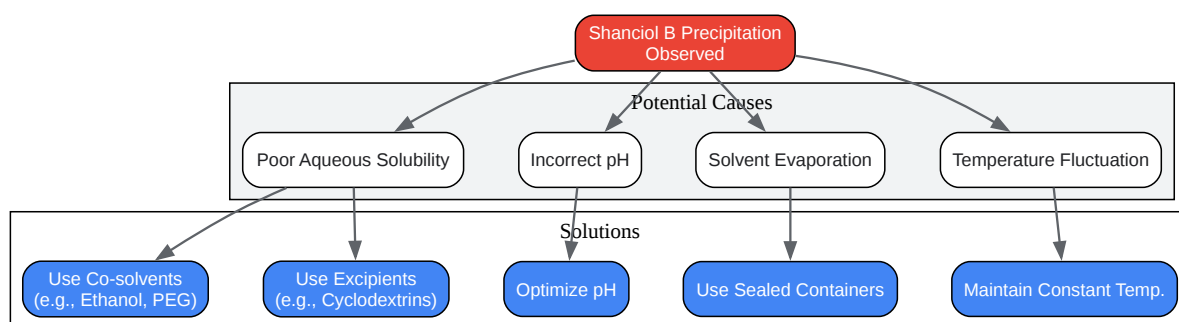 Shanciol B Precipitation
Observed
Potential Causes
Poor Aqueous Solubility
Incorrect pH
Solvent Evaporation
Temperature Fluctuation
Solutions
Use Co-solvents
(e.g., Ethanol, PEG)
Use Excipients
(e.g., Cyclodextrins)
Optimize pH
Use Sealed Containers
Maintain Constant Temp.